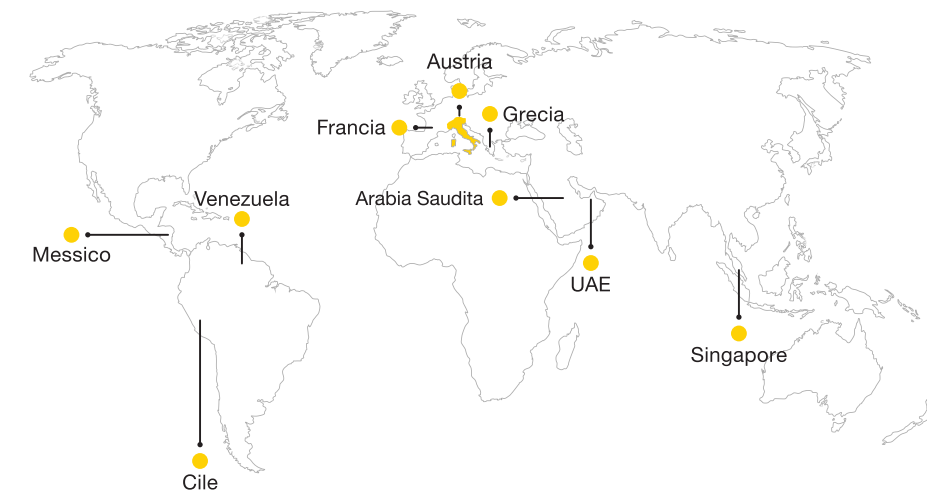 Austria
Grecia
Francia
Venezuela
Arabia Saudita
Messico
UAE
Singapore
Cile